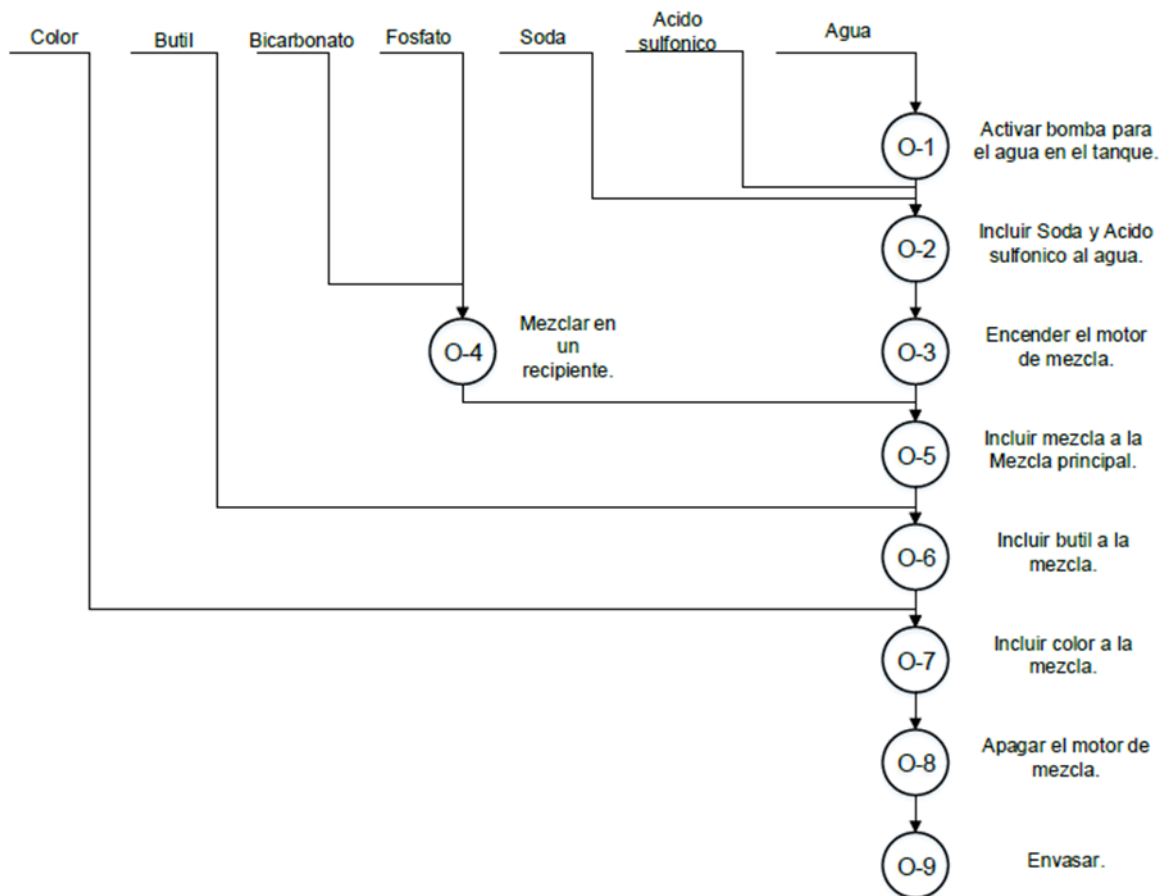 Color
Butil
Bicarbonato
Fosfato
Soda
Acido
sulfonico
Agua
O-1
Activar bomba para
el agua en el tanque.
O-2
Incluir Soda y Acido
sulfonico al agua.
O-4
Mezclar en
un
recipiente.
O-3
Encender el motor
de mezcla.
O-5
Incluir mezcla a la
Mezcla principal.
O-6
Incluir butil a la
mezcla.
O-7
Incluir color a la
mezcla.
O-8
Apagar el motor de
mezcla.
O-9
Envasar.